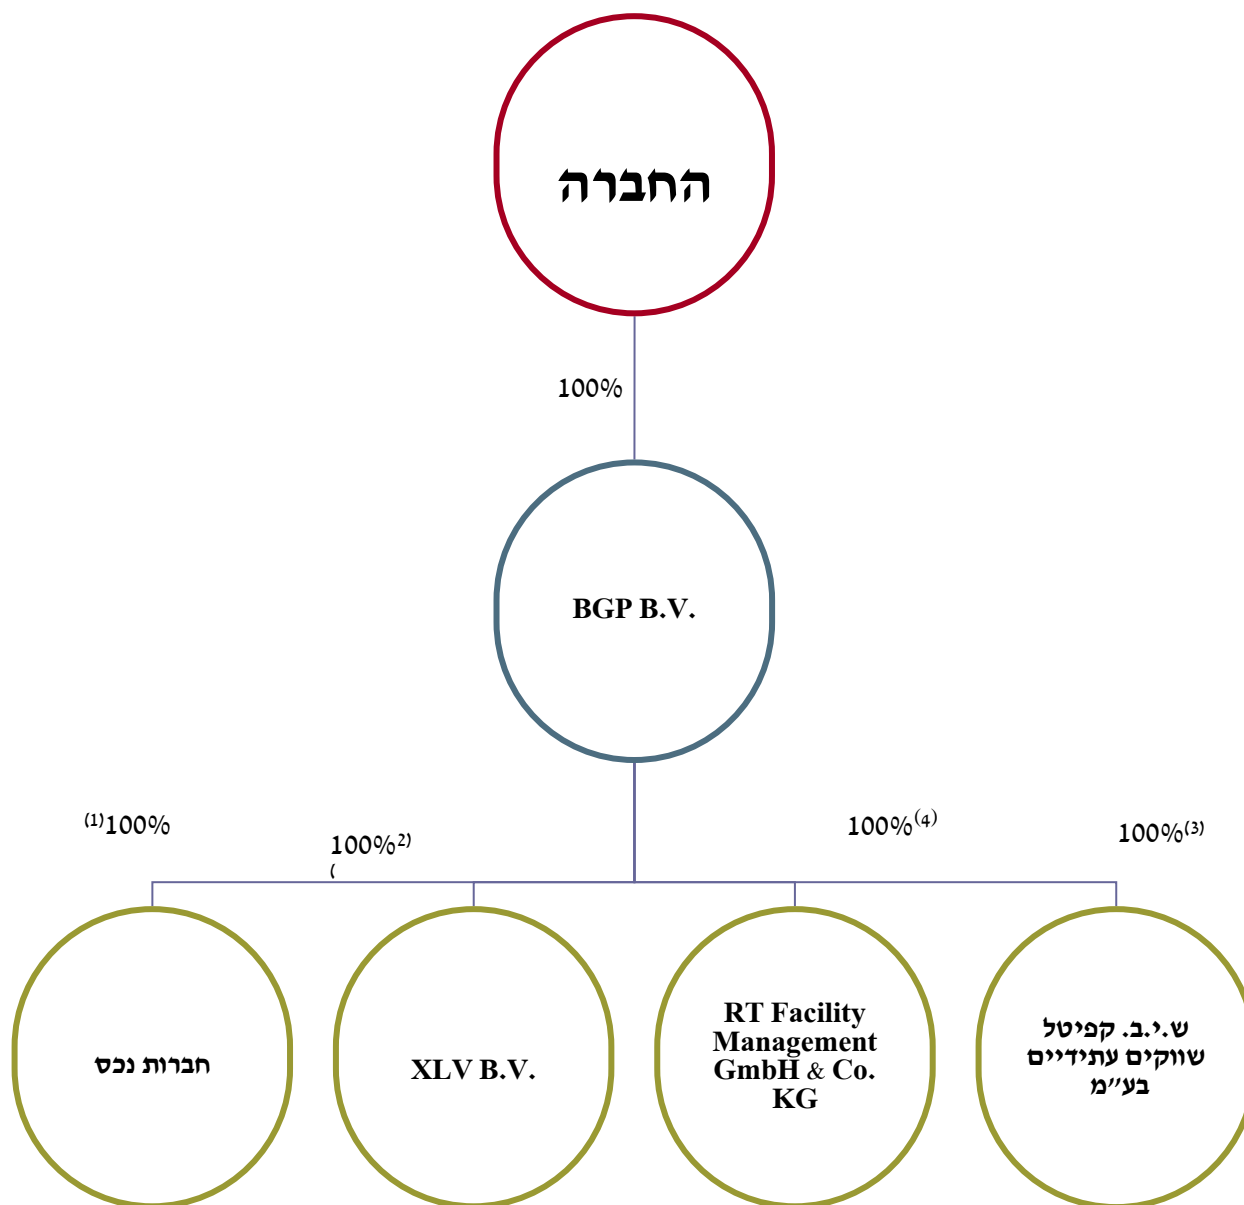 החברה
100%
BGP B.V.
(1)100%
100%2)
(
100%(4)
100%(3)
חברות נכס
XLV B.V.
RT Facility
Management
GmbH & Co.
KG
ש.י.ב. קפיטל
שווקים עתידיים
בע"מ